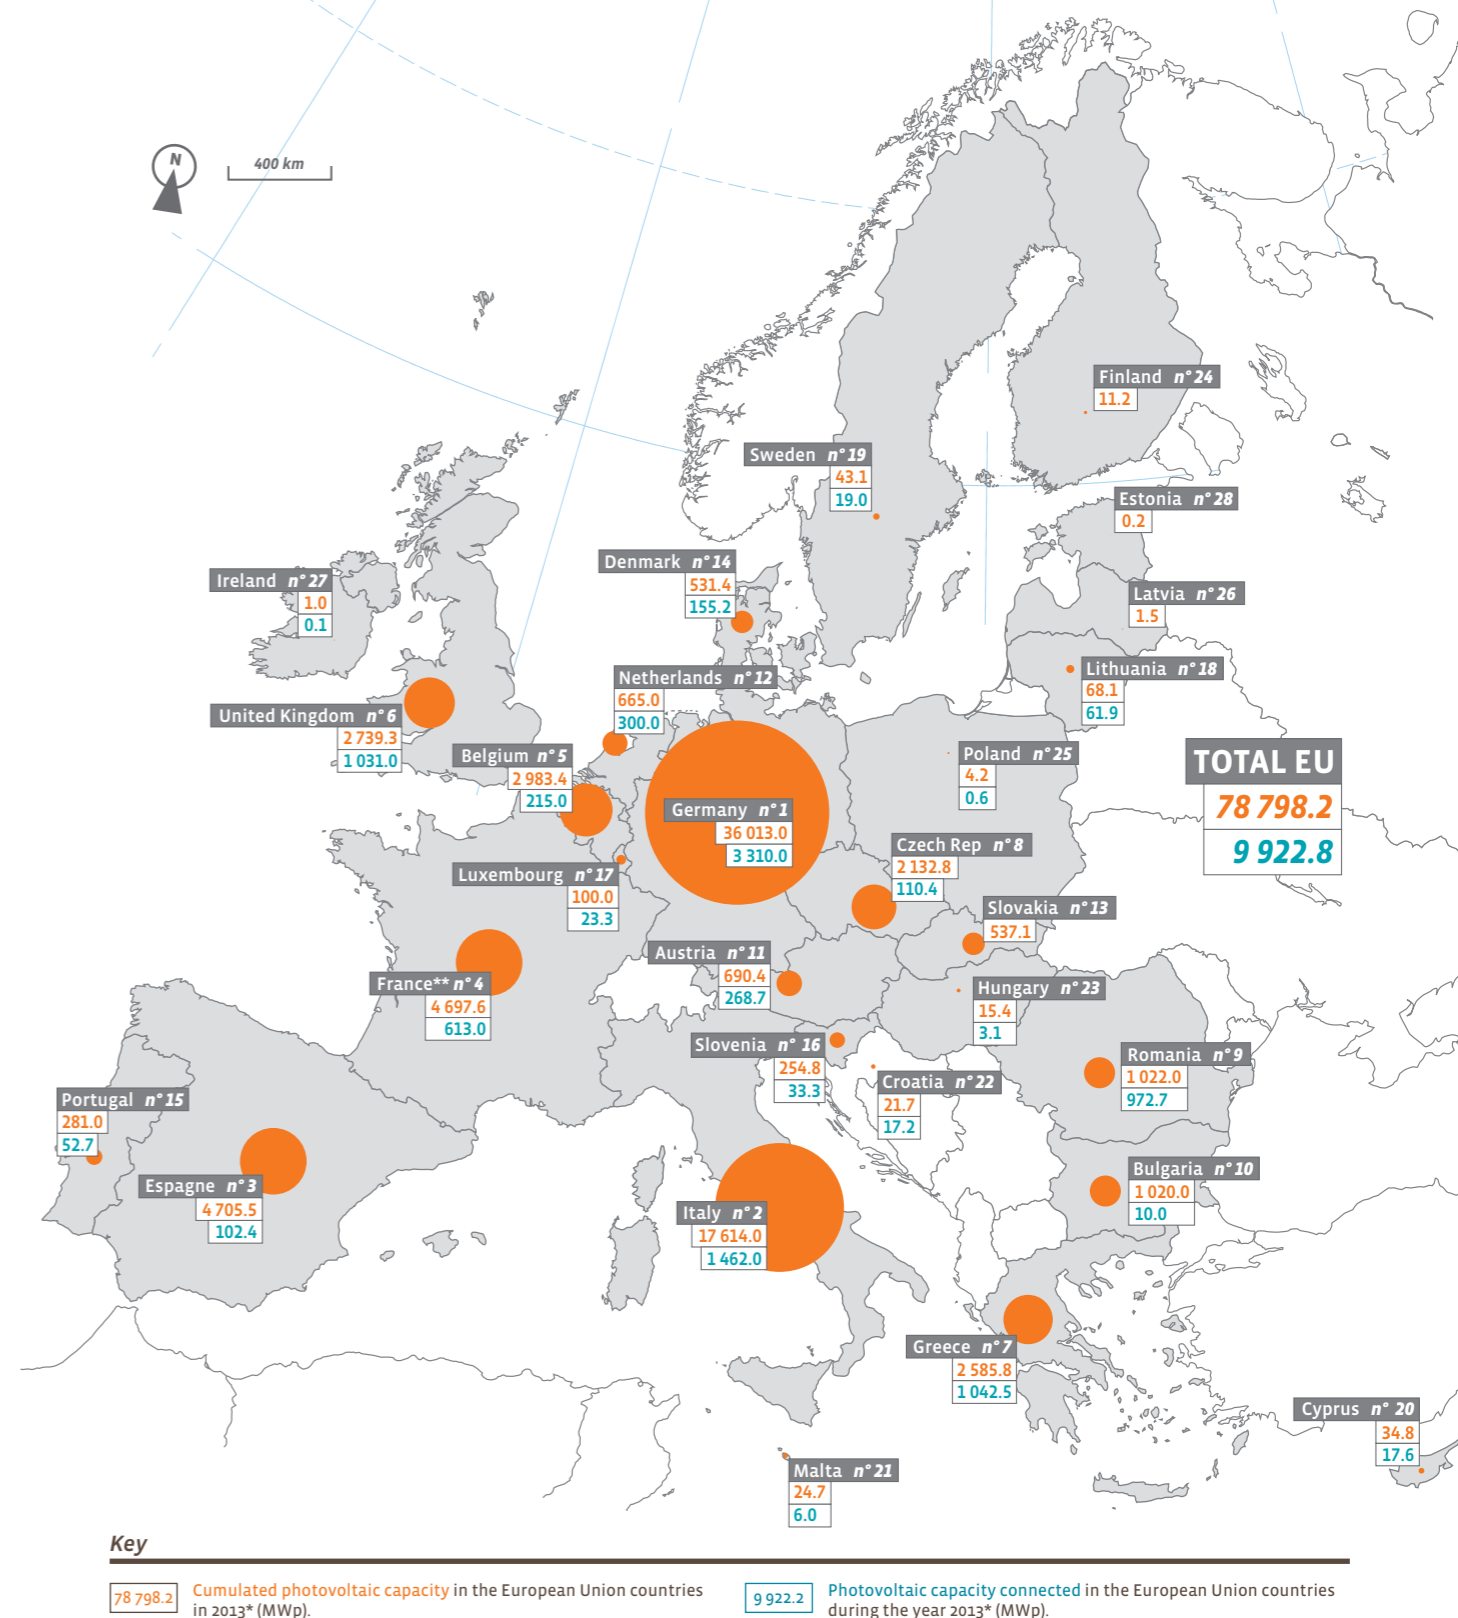 N
400 km
Finland n° 24
11.2
Sweden n° 19
43.1
19.0
Estonia n° 28
0.2
Denmark n° 14
531.4
155.2
Ireland n° 27
1.0
0.1
Latvia n° 26
1.5
Lithuania n° 18
68.1
61.9
Netherlands n° 12
665.0
300.0
United Kingdom n° 6
2 739.3
1 031.0
Belgium n° 5
2 983.4
215.0
Poland n° 25
4.2
0.6
TOTAL EU
78 798.2
9 922.8
Germany n° 1
36 013.0
3 310.0
Czech Rep n° 8
2 132.8
110.4
Luxembourg n° 17
100.0
23.3
Slovakia n° 13
537.1
Austria n° 11
690.4
268.7
France** n° 4
4 697.6
613.0
Hungary n° 23
15.4
3.1
Slovenia n° 16
254.8
33.3
Romania n° 9
1 022.0
972.7
Croatia n° 22
21.7
17.2
Portugal n° 15
281.0
52.7
Espagne n° 3
4 705.5
102.4
Bulgaria n° 10
1 020.0
10.0
Italy n° 2
17 614.0
1 462.0
Greece n° 7
2 585.8
1 042.5
Cyprus n° 20
34.8
17.6
Malta n° 21
24.7
6.0
Key
78 798.2
Cumulated photovoltaic capacity in the European Union countries
in 2013* (MWp).
9 922.2
Photovoltaic capacity connected in the European Union countries
during the year 2013* (MWp).